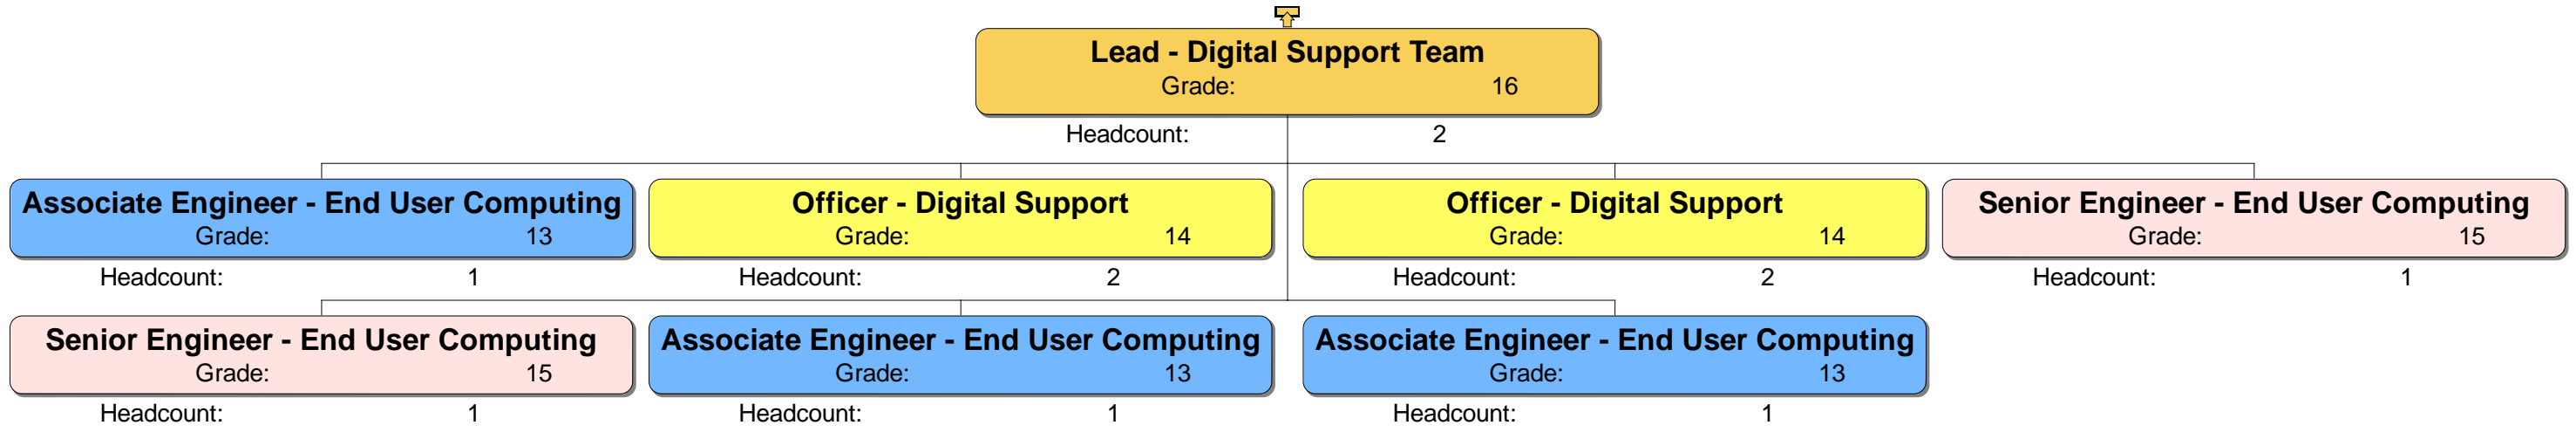 Lead - Digital Support Team
Grade: 16
Headcount: 2
Associate Engineer - End User Computing
Grade: 13
Headcount: 1
Officer - Digital Support
Grade: 14
Headcount: 2
Officer - Digital Support
Grade: 14
Headcount: 2
Senior Engineer - End User Computing
Grade: 15
Headcount: 1
Senior Engineer - End User Computing
Grade: 15
Headcount: 1
Associate Engineer - End User Computing
Grade: 13
Headcount: 1
Associate Engineer - End User Computing
Grade: 13
Headcount: 1